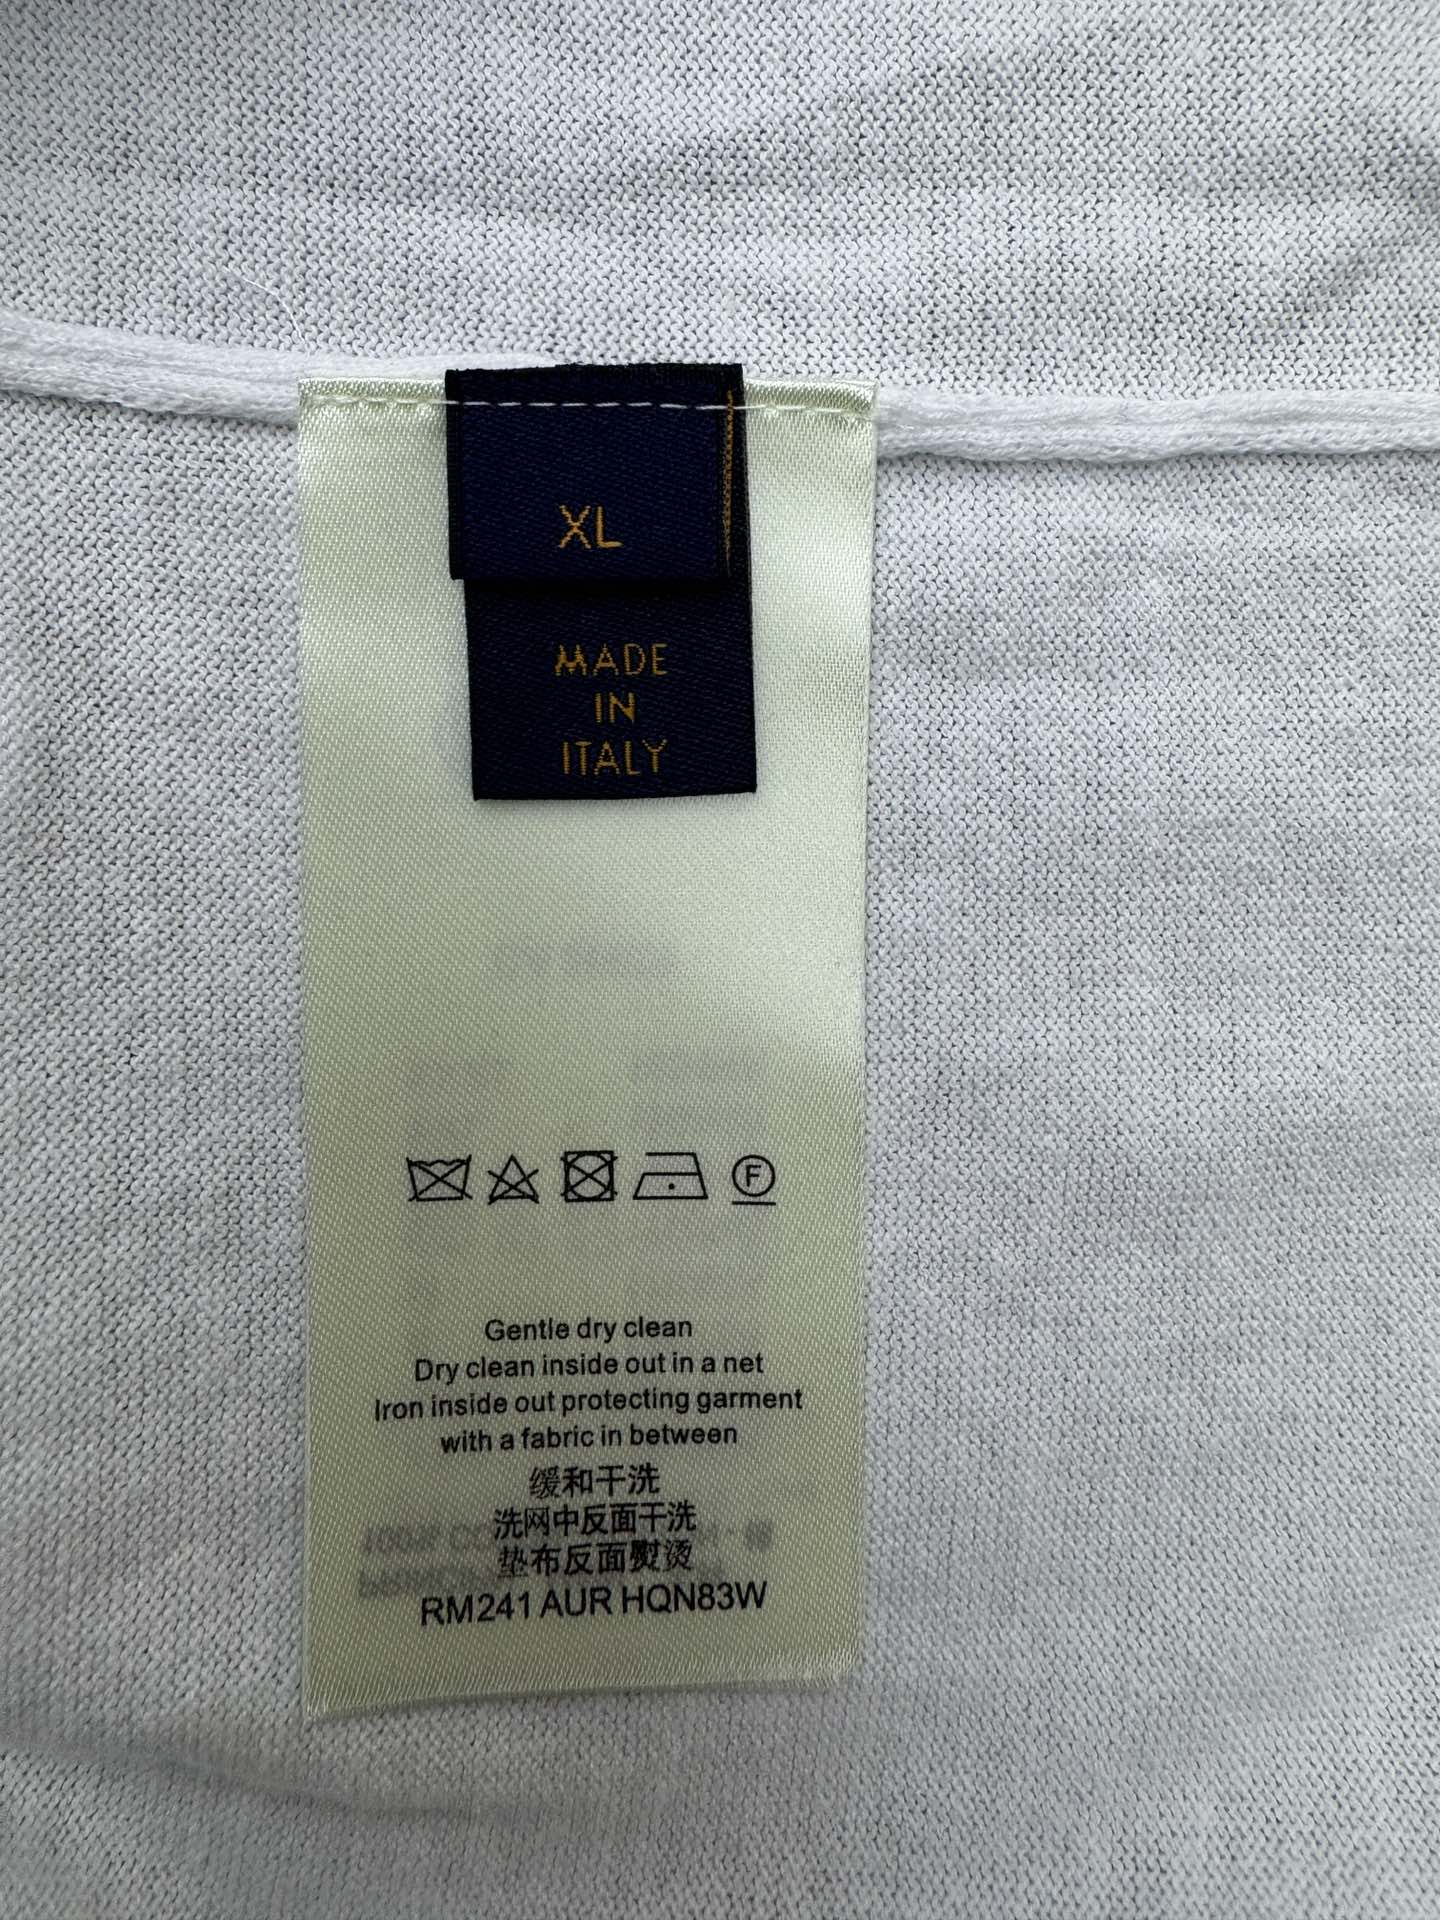 XL
MADE
IN
ITALY
F
Gentle dry clean
Dry clean inside out in a net
Iron inside out protecting garment
with a fabric in between
缓和干洗
洗网中反面干洗
垫布反面熨烫
RM241 AUR HQN83W